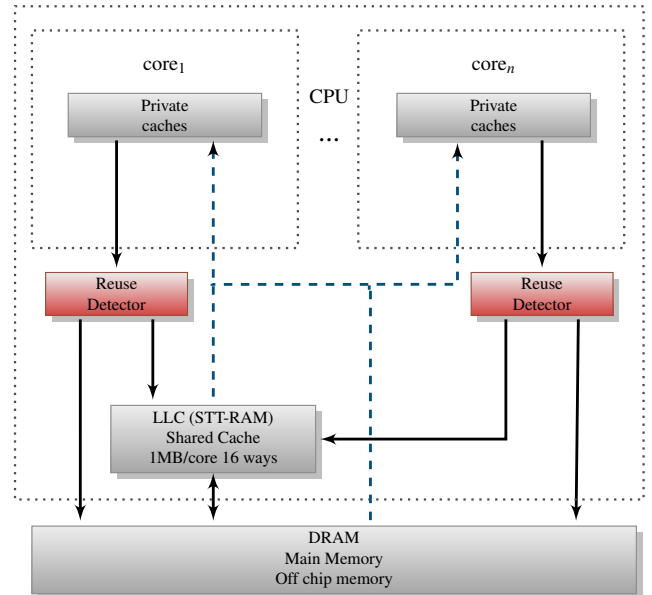 core1
coren
CPU
...
Private
caches
Private
caches
Reuse
Detector
Reuse
Detector
LLC (STT-RAM)
Shared Cache
1MB/core 16 ways
DRAM
Main Memory
Off chip memory